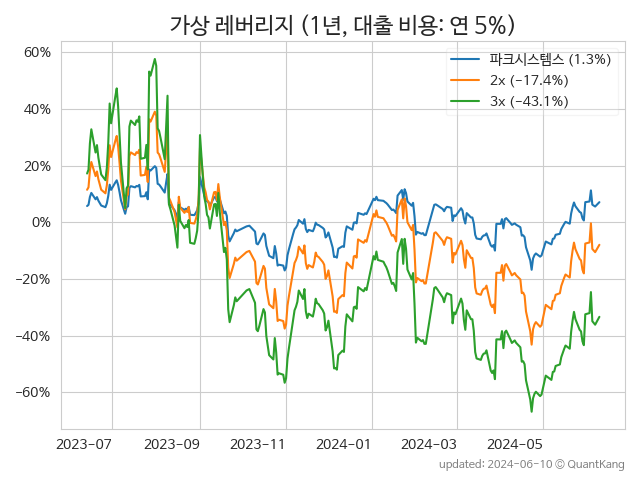 가상 레버리지 (1년, 대출 비용: 연 5%)
파크시스템스 (1.3%)
2x (−17.4%)
3x (−43.1%)
60%
40%
20%
0%
−20%
−40%
−60%
2023-07 2023-09 2023-11 2024-01 2024-03 2024-05
updated: 2024-06-10 © QuantKang